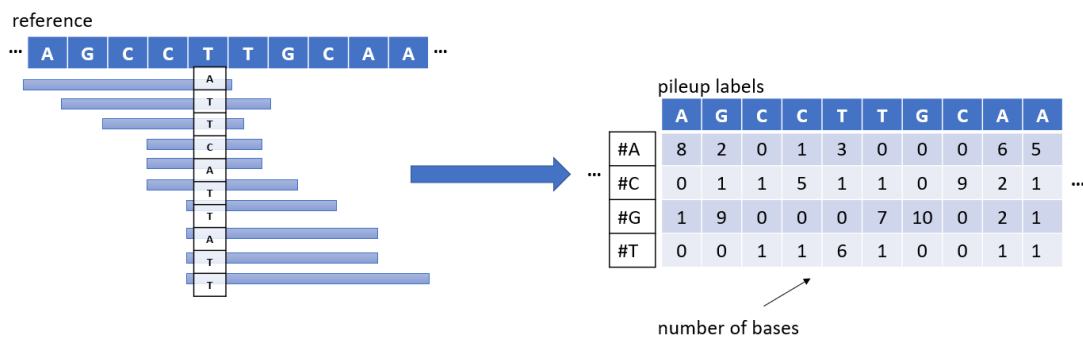 reference
... A G C C T T G C A A ...
A
T
T
C
A
T
T
A
T
T
pileup labels
A G C C T T G C A A
#A 8 2 0 1 3 0 0 0 6 5
... #C 0 1 1 5 1 1 0 9 2 1 ...
#G 1 9 0 0 0 7 10 0 2 1
#T 0 0 1 1 6 1 0 0 1 1
number of bases